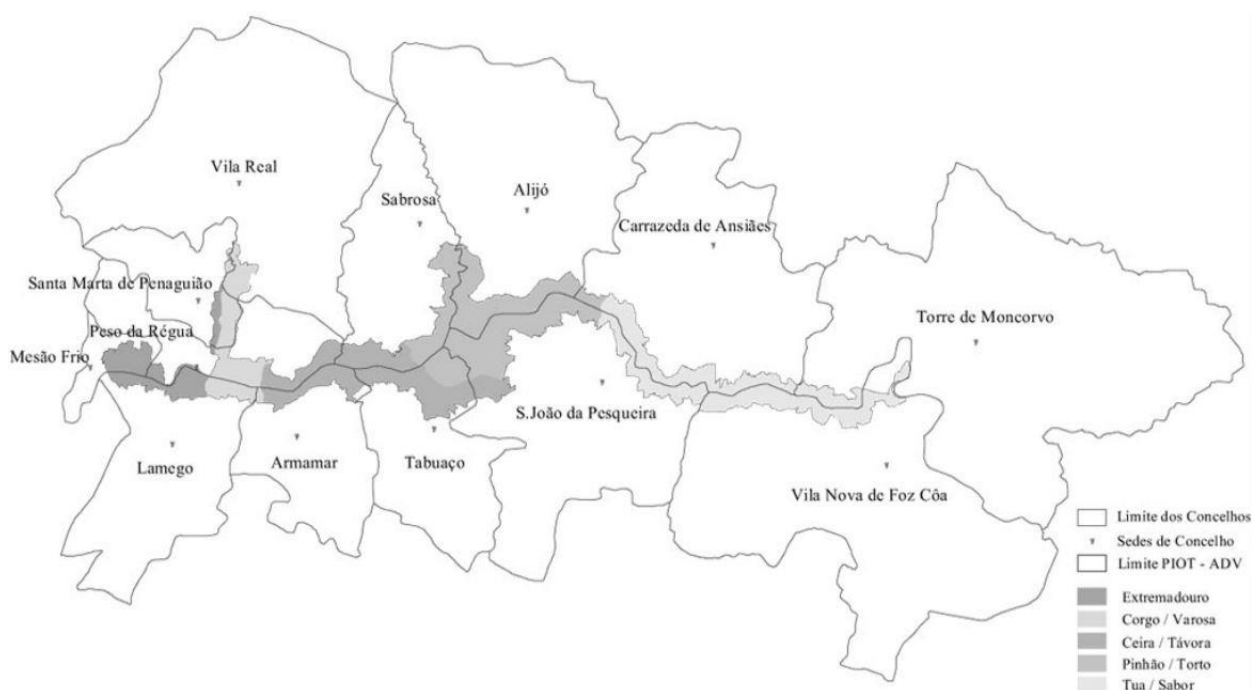 Vila Real
Sabrosa
Alijó
Carrazeda de Ansiães
Santa Marta de Penaguião
Torre de Moncorvo
Peso da Régua
Mesão Frio
S.João da Pesqueira
Lamego
Armamar
Tabuaço
Vila Nova de Foz Côa
Limite dos Concelhos
Sedes de Concelho
Limite PIOT - ADV
Extremadouro
Corgo / Varosa
Ceira / Távora
Pinhão / Torto
Tua / Sabor